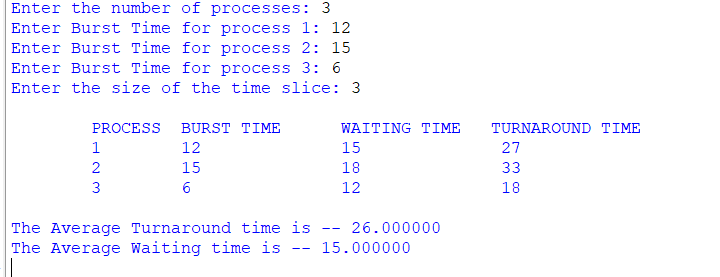 Enter the number of processes: 3
Enter Burst Time for process 1: 12
Enter Burst Time for process 2: 15
Enter Burst Time for process 3: 6
Enter the size of the time slice: 3
PROCESS BURST TIME WAITING TIME TURNAROUND TIME
1 12 15 27
2 15 18 33
3 6 12 18
The Average Turnaround time is -- 26.000000
The Average Waiting time is -- 15.000000